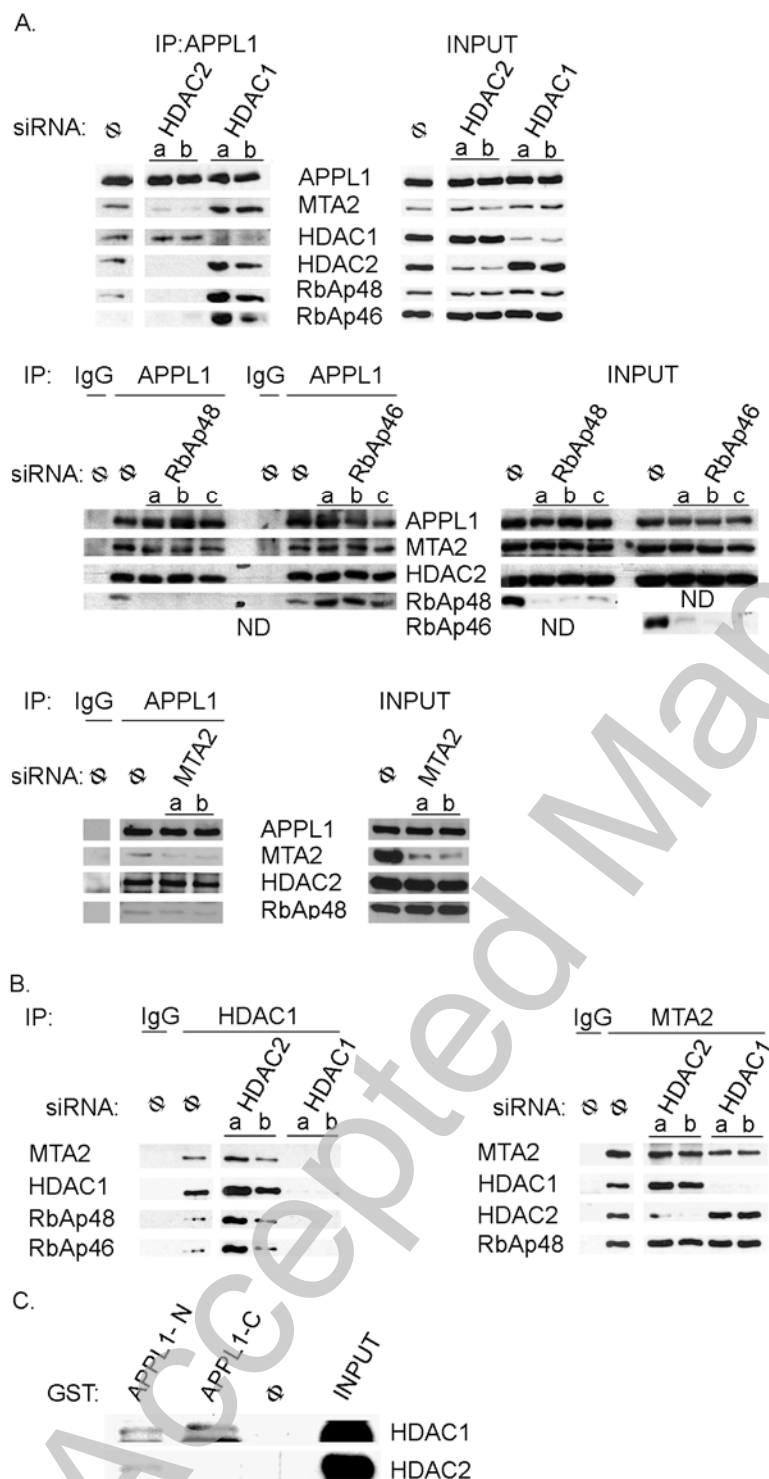 A.
IP:APPL1 INPUT
siRNA: Φ HDAC2 HDAC1 Φ HDAC2 HDAC1
a b a b a b a b
APPL1
MTA2
HDAC1
HDAC2
RbAp48
RbAp46
IP: IgG APPL1 IgG APPL1 INPUT
siRNA: Φ Φ RbAp48 Φ Φ RbAp46 Φ RbAp48 Φ RbAp46
a b c a b c a b c a b c
APPL1
MTA2
HDAC2
RbAp48 ND
ND RbAp46 ND
IP: IgG APPL1 INPUT
siRNA: Φ Φ MTA2 Φ MTA2
a b a b
APPL1
MTA2
HDAC2
RbAp48
B.
IP: IgG HDAC1 IgG MTA2
siRNA: Φ Φ HDAC2 HDAC1 siRNA: Φ Φ HDAC2 HDAC1
a b a b a b a b
MTA2 MTA2
HDAC1 HDAC1
RbAp48 HDAC2
RbAp46 RbAp48
C.
GST: APPL1-N APPL1-C Φ INPUT
HDAC1
HDAC2
Accepted Man